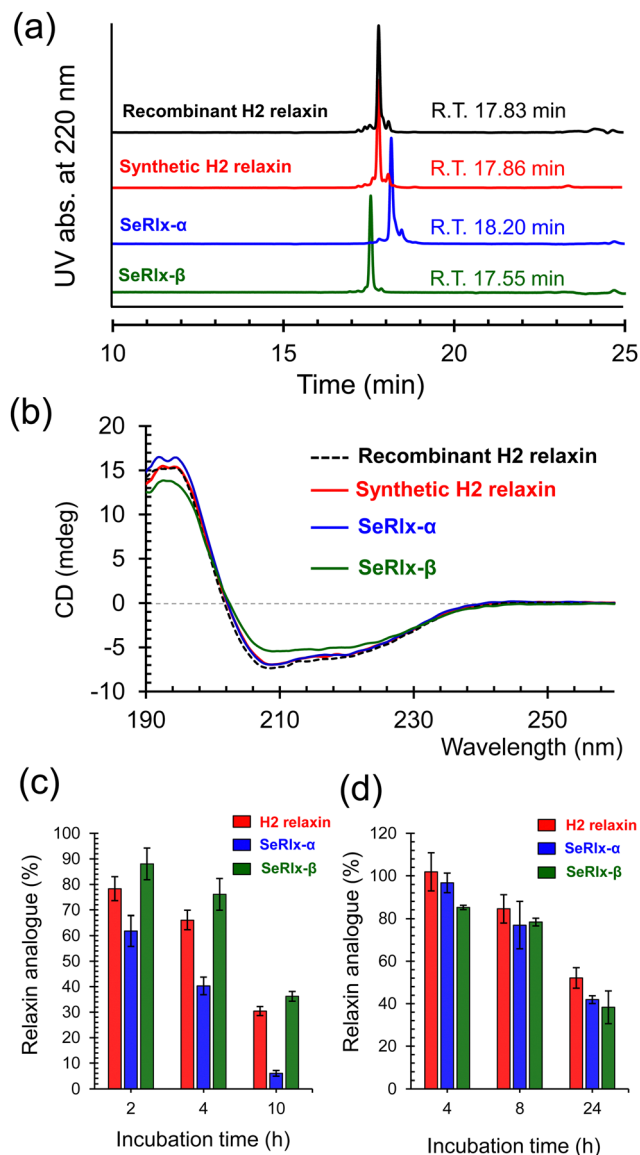 (a)
UV abs. at 220 nm
Recombinant H2 relaxin R.T. 17.83 min
Synthetic H2 relaxin R.T. 17.86 min
SeRlx-α R.T. 18.20 min
SeRlx-β R.T. 17.55 min
10 15 20 25
Time (min)
(b)
CD (mdeg)
20
15
10
5
0
-5
-10
Recombinant H2 relaxin
Synthetic H2 relaxin
SeRlx-α
SeRlx-β
190 210 230 250
Wavelength (nm)
(c)
Relaxin analogue (%)
100
90
80
70
60
50
40
30
20
10
0
H2 relaxin
SeRlx-α
SeRlx-β
2 4 10
Incubation time (h)
(d)
Relaxin analogue (%)
120
100
80
60
40
20
0
H2 relaxin
SeRlx-α
SeRlx-β
4 8 24
Incubation time (h)